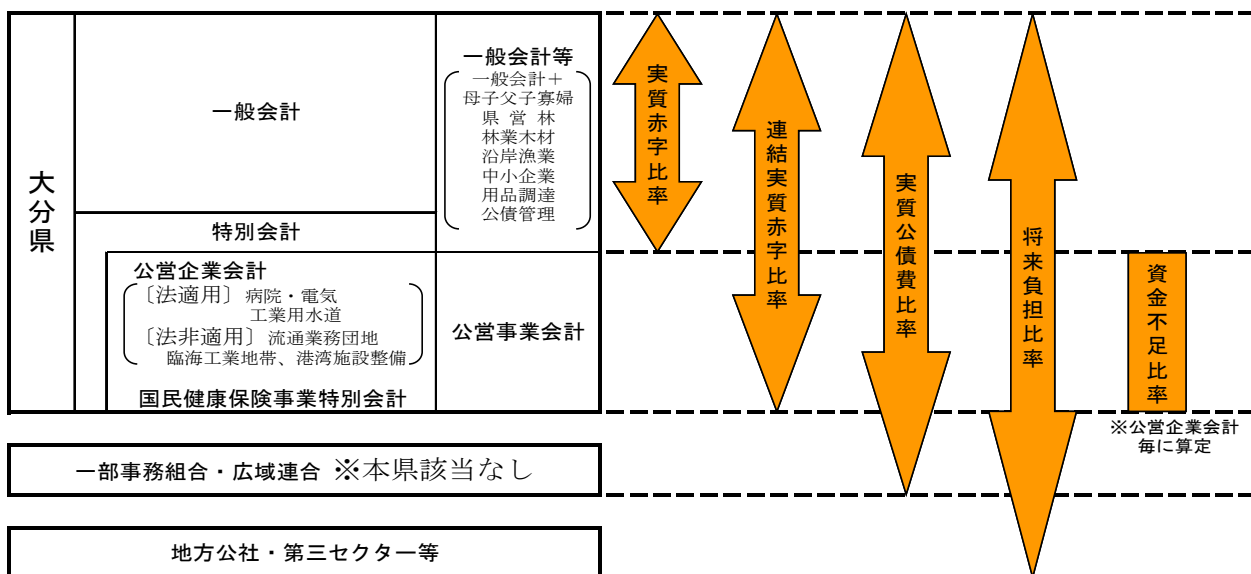 大分県
一般会計
一般会計等
一般会計＋
母子父子寡婦
県営林
林業木材
沿岸漁業
中小企業
用品調達
公債管理
特別会計
公営企業会計
〔法適用〕病院・電気
工業用水道
〔法非適用〕流通業務団地
臨海工業地帯、港湾施設整備
国民健康保険事業特別会計
公営事業会計
一部事務組合・広域連合 ※本県該当なし
地方公社・第三セクター等
実質赤字比率
連結実質赤字比率
実質公債費比率
将来負担比率
資金不足比率
※公営企業会計
毎に算定